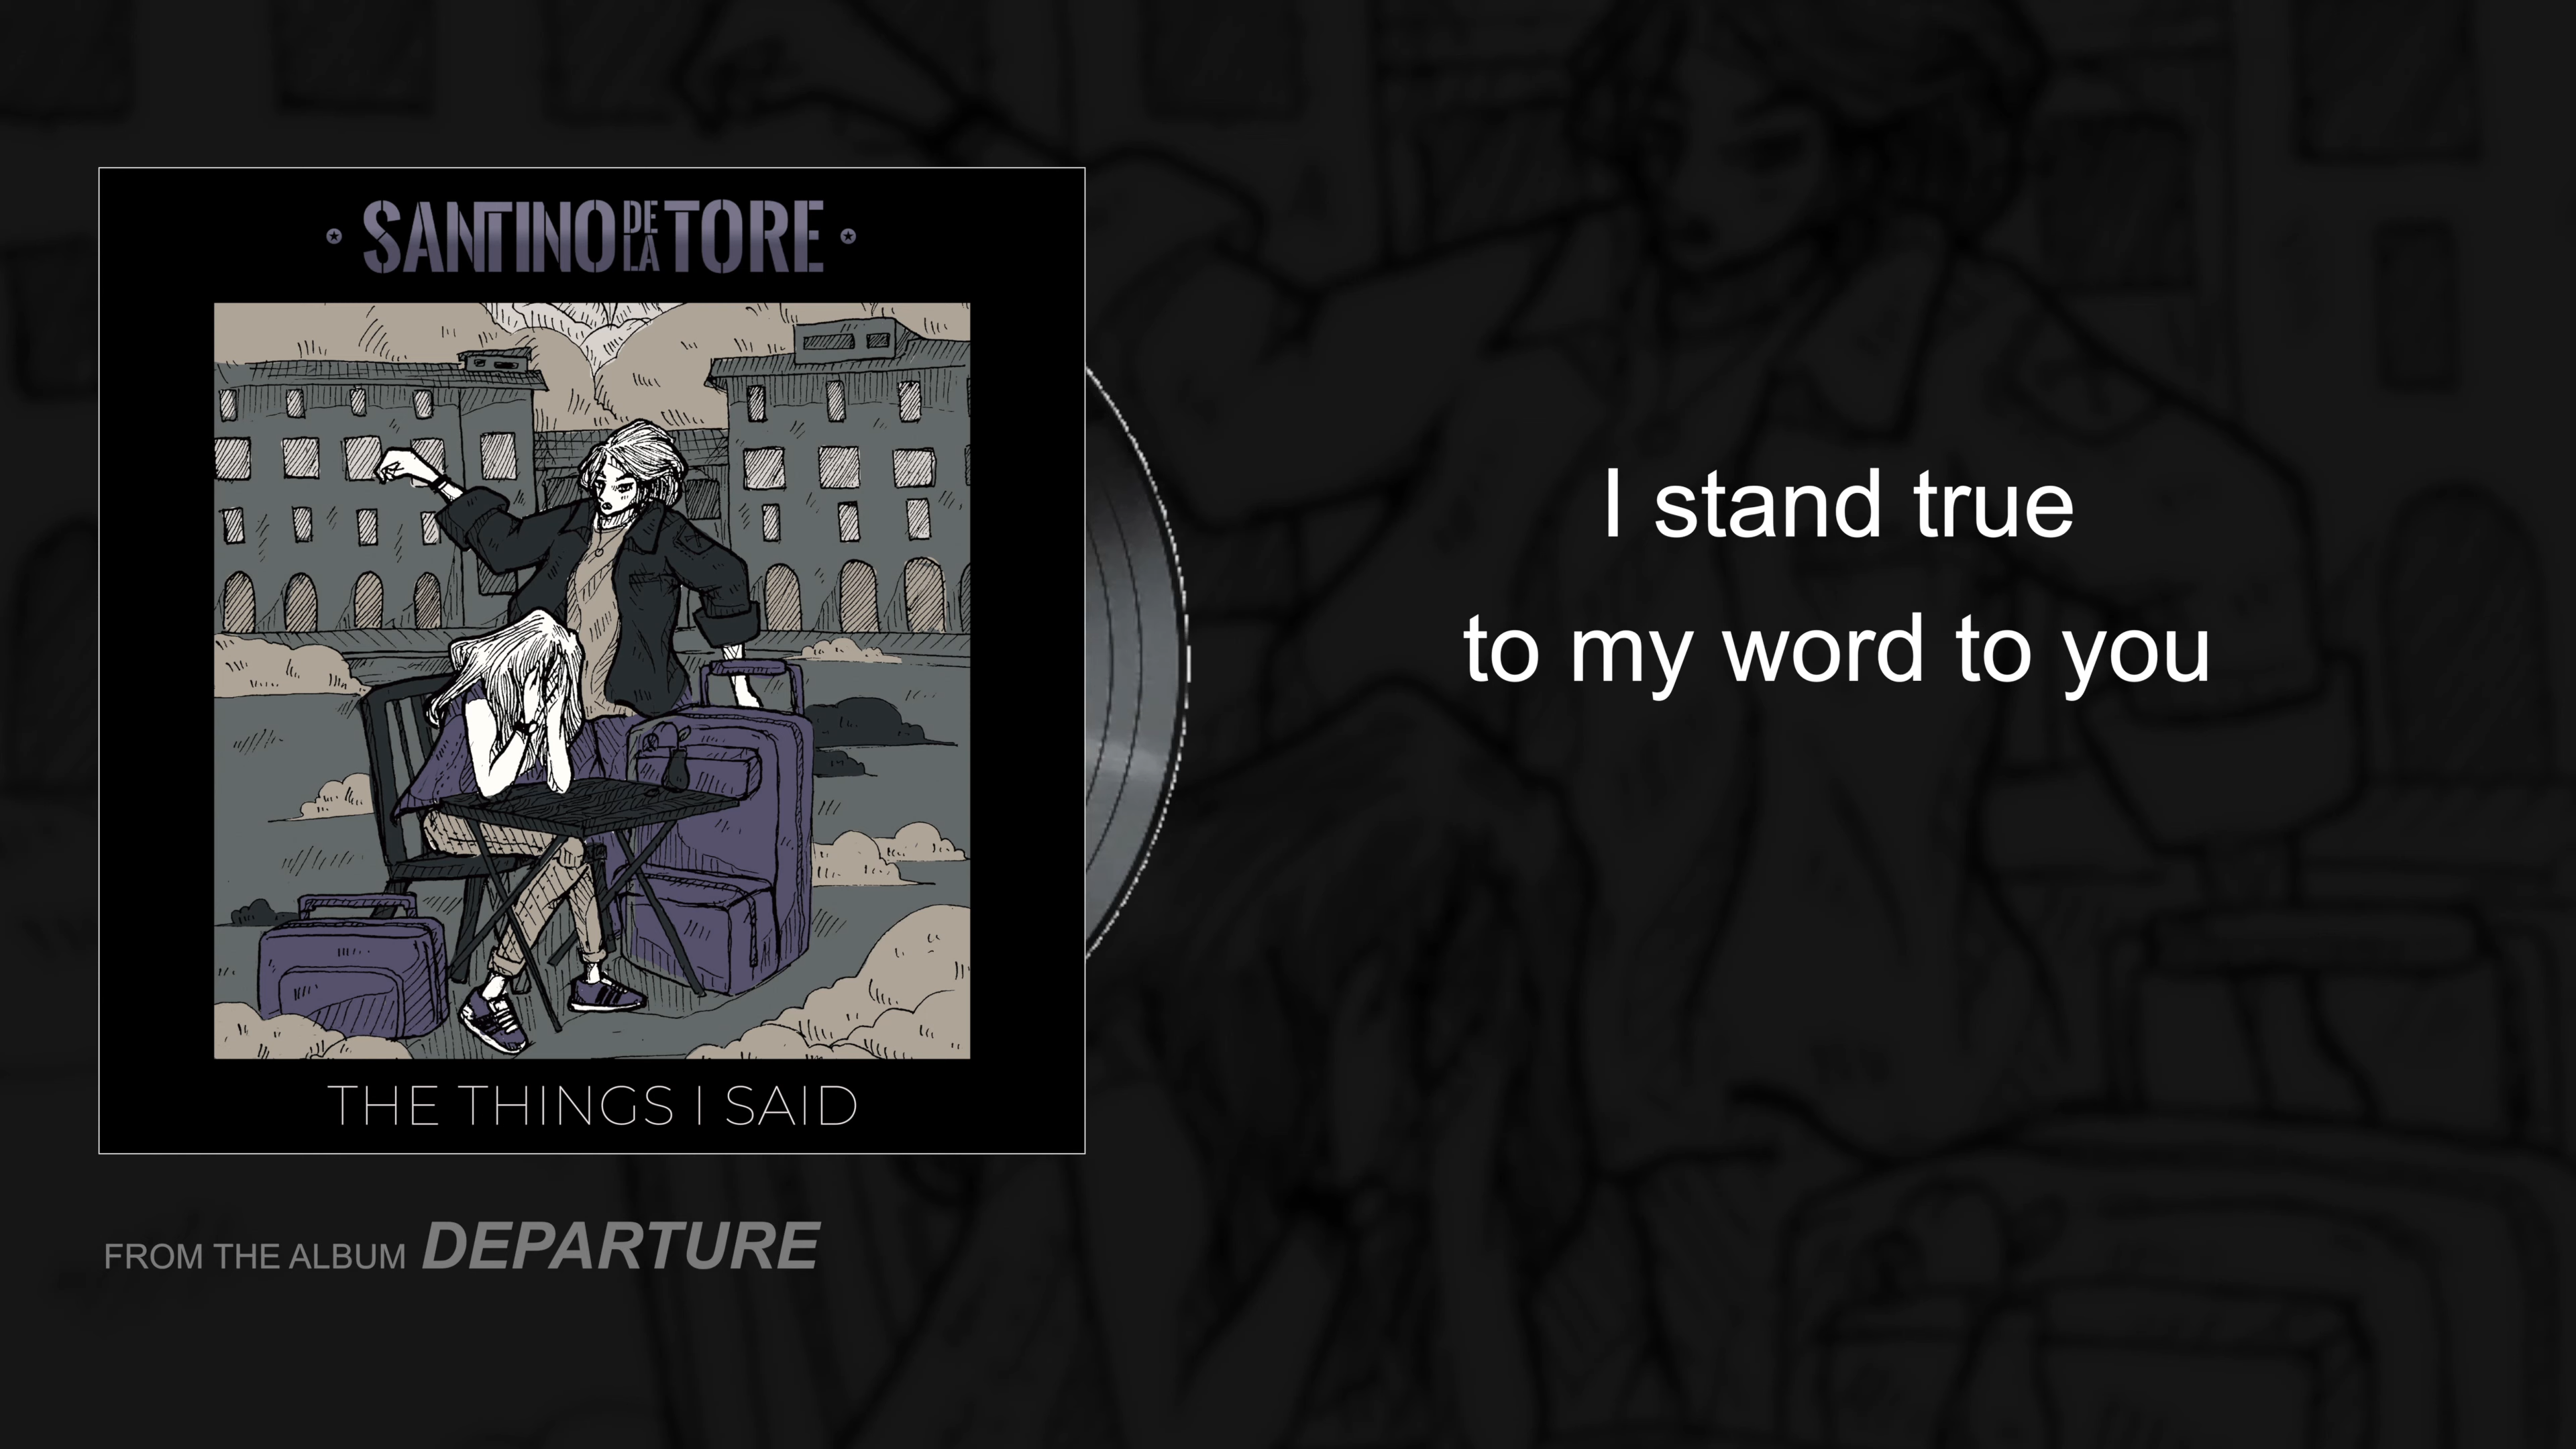 SANTINO DE LA TORE
THE THINGS I SAID
FROM THE ALBUM DEPARTURE
I stand true
to my word to you